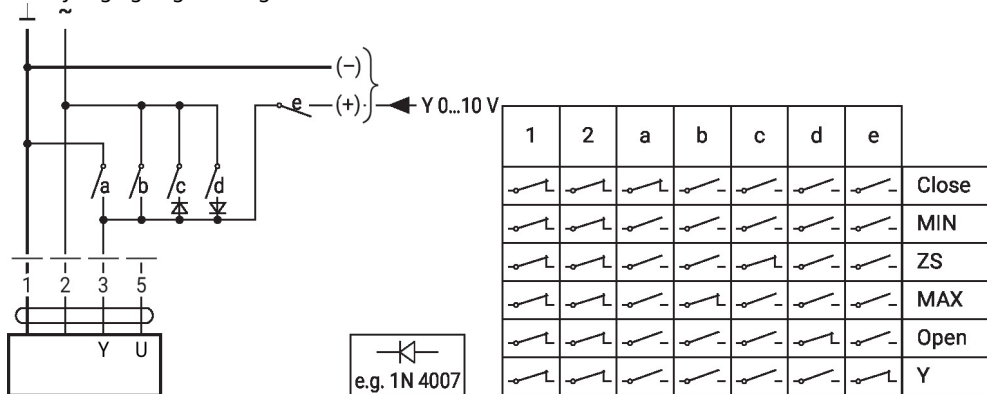 ⊥ ~
(−)
e (+) Y 0...10 V
a b c d
1 2 3 5
Y U
e.g. 1N 4007
1 2 a b c d e
Close
MIN
ZS
MAX
Open
Y